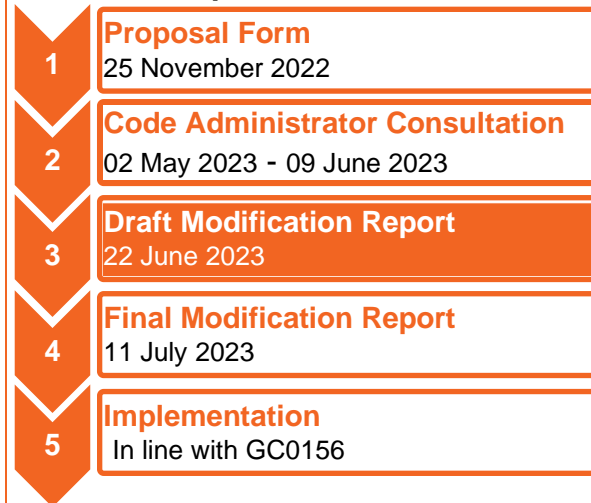 1
Proposal Form
25 November 2022
2
Code Administrator Consultation
02 May 2023 - 09 June 2023
3
Draft Modification Report
22 June 2023
4
Final Modification Report
11 July 2023
5
Implementation
In line with GC0156